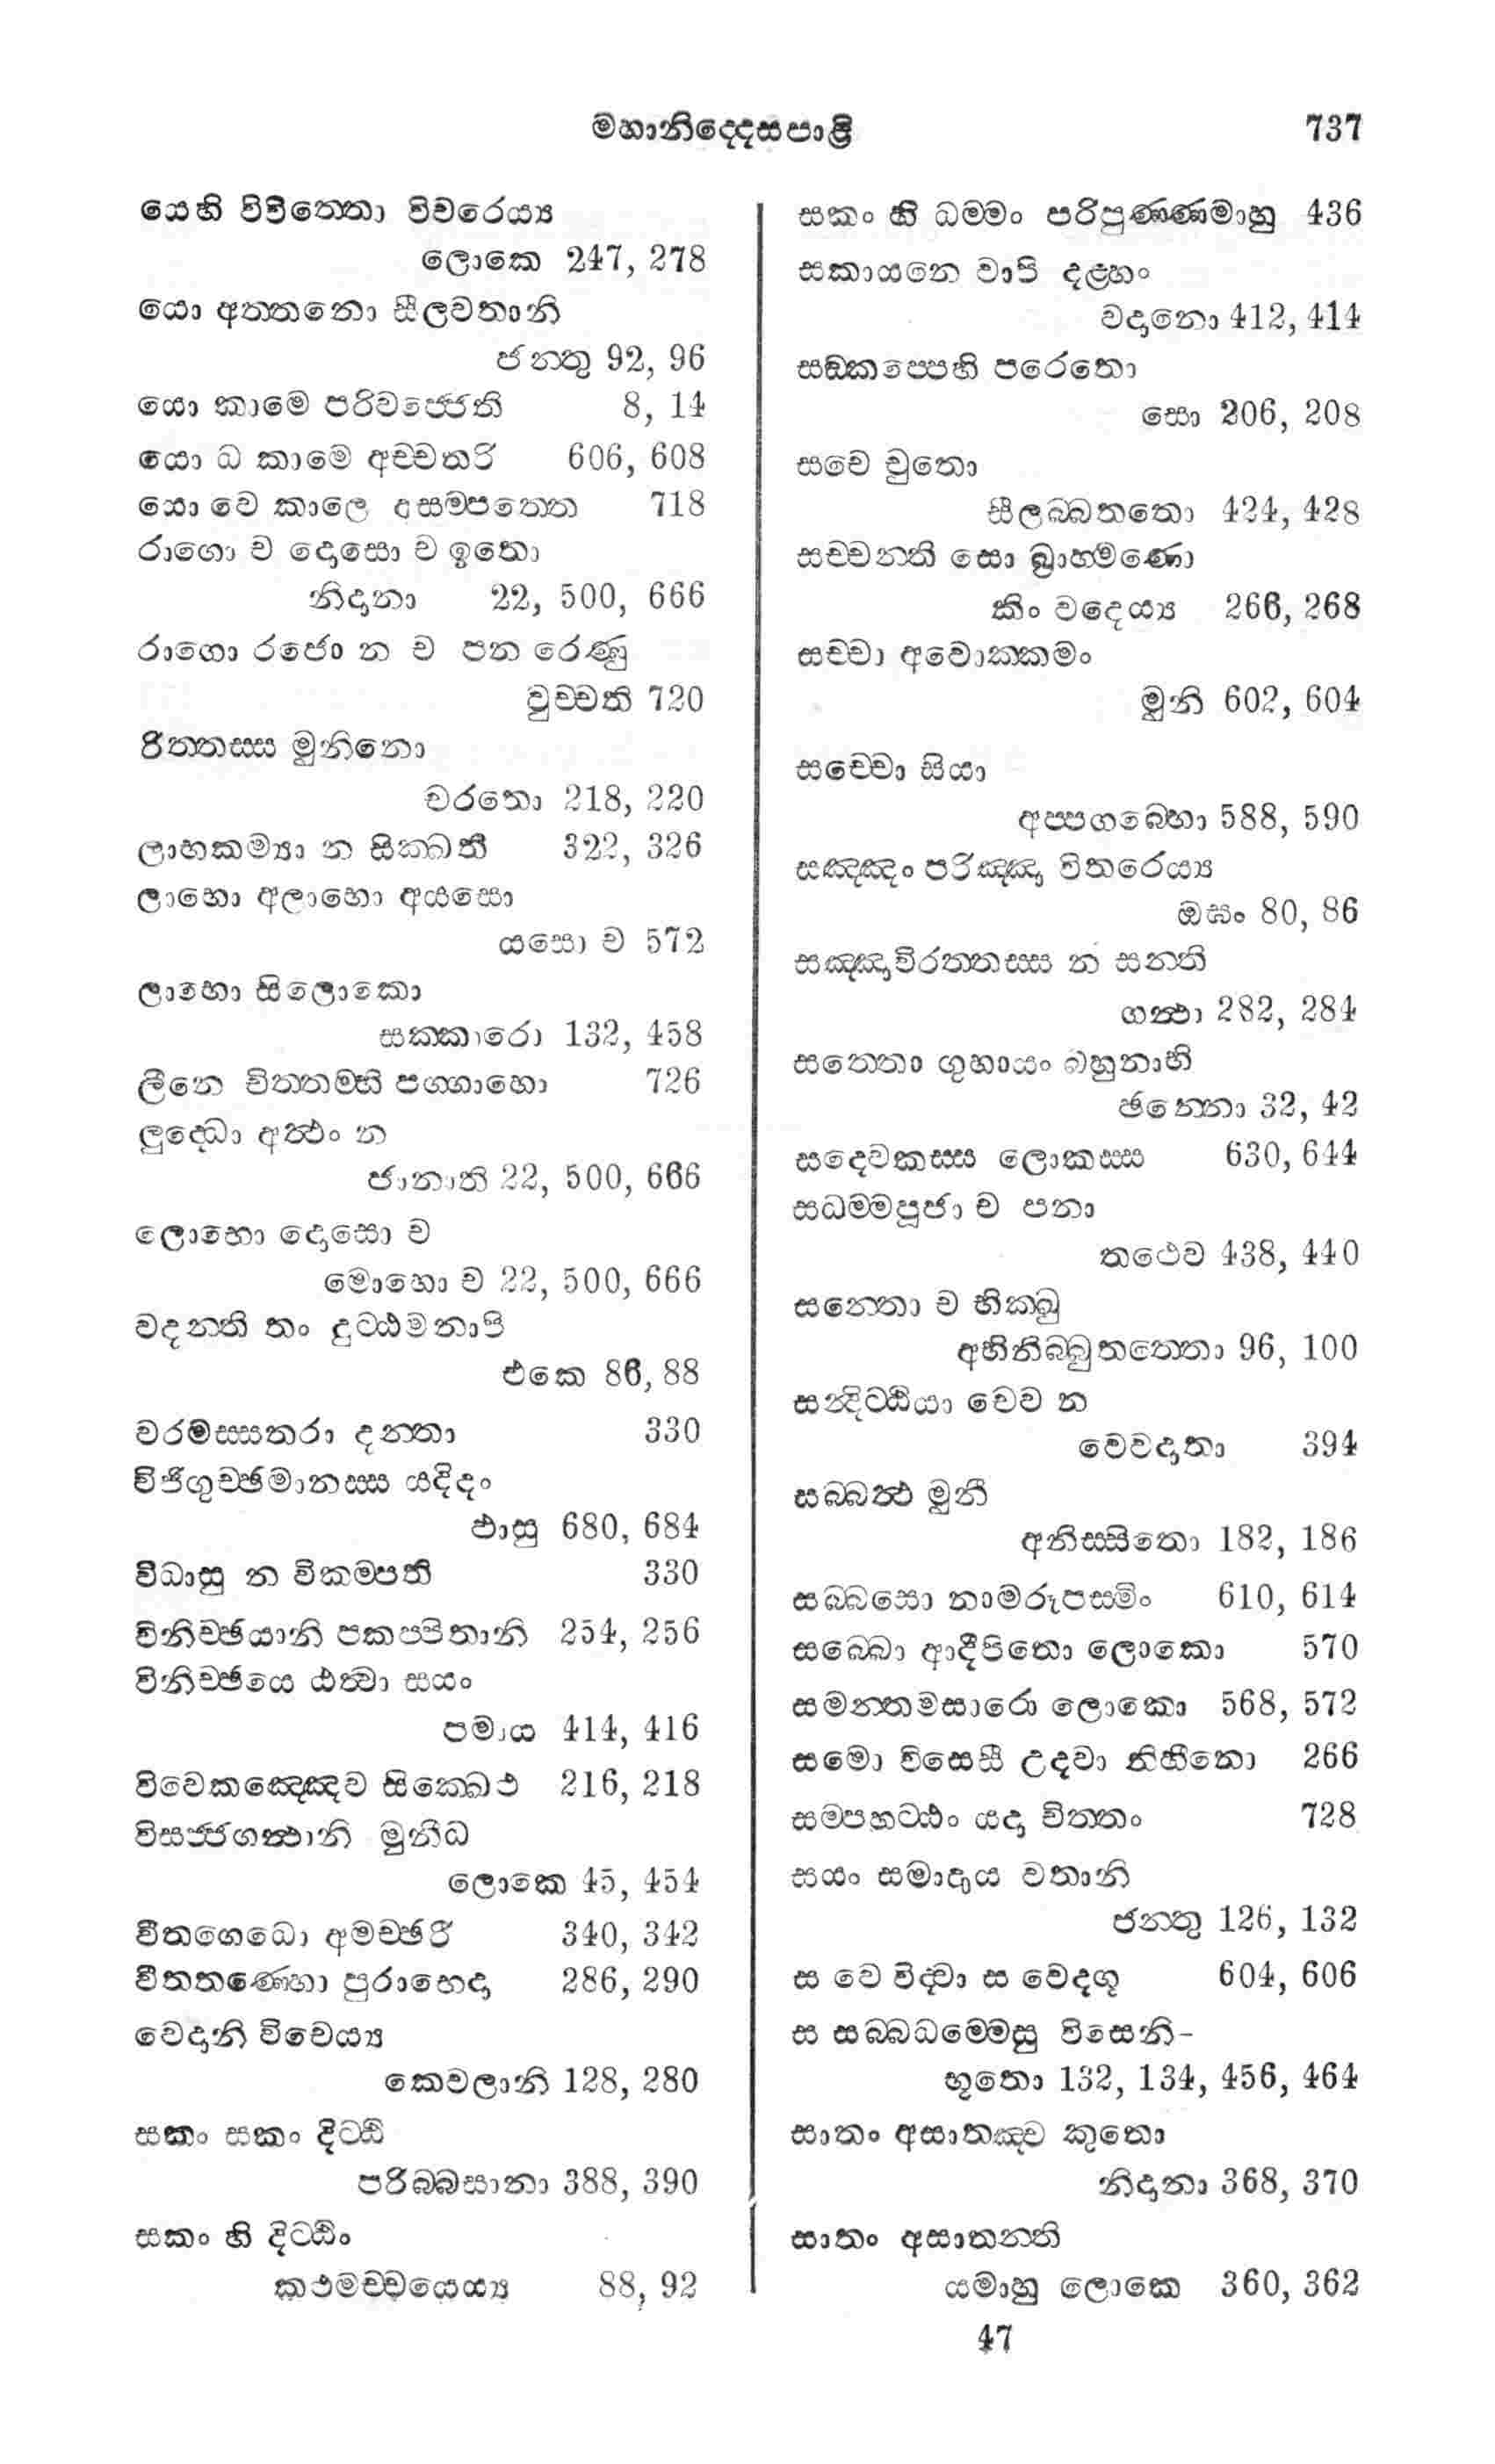 මහානිද්දෙසපාළි 737
යෙහි විවිත්තො විචරෙය්‍ය
ලොකෙ 247, 278
යො අත්තනො සීලවතානි
ජන්තු 92, 96
යො කාමෙ පරිවජ්ජෙති 8, 14
යො ධ කාමෙ අච්චතරි 606, 608
යො වෙ කාලෙ අසම්පත්තෙ 718
රාගො ච දොසො ච ඉතො
නිදානා 22, 500, 666
රාගො රජො න ච පන රෙණු
වුච්චති 720
රිත්තස්ස මුනිනො
චරතො 218, 220
ලාභකම්‍යා න සික්ඛති 322, 326
ලාභො අලාභො අයසො
යසො ච 572
ලාභො සිලොකො
සක්කාරො 132, 458
ලීනෙ චිත්තම්හි පග්ගාහො 726
ලුද්ධො අත්ථං න
ජානාති 22, 500, 666
ලොභො දොසො ච
මොහො ච 22, 500, 666
වදන්ති තං දුට්ඨමනාපි
එකෙ 86, 88
වරමස්සතරා දන්තා 330
විජිගුච්ඡමානස්ස යදිදං
ඵාසු 680, 684
විධාසු න විකම්පති 330
විනිච්ඡයානි පකප්පිතානි 254, 256
විනිච්ඡයෙ ඨත්වා සයං
පමාය 414, 416
විවෙකඤ්ඤෙව සික්ඛෙථ 216, 218
විසජ්ජගන්ථානි මුනීධ
ලොකෙ 45, 454
වීතගෙධො අමච්ඡරී 340, 342
වීතතණ්හො පුරාභෙදා 286, 290
වෙදානි විචෙය්‍ය
කෙවලානි 128, 280
සකං සකං දිට්ඨි
පරිබ්බසානා 388, 390
සකං හි දිට්ඨිං
කථමච්චයෙය්‍ය 88, 92
සකං හි ධම්මං පරිපුණ්ණමාහු 436
සකායනෙ වාපි දළ්හං
වදානො 412, 414
සඞ්කප්පෙහි පරෙතො
සො 206, 208
සචෙ චුතො
සීලබ්බතතො 424, 428
සච්චන්ති සො බ්‍රාහ්මණො
කිං වදෙය්‍ය 266, 268
සච්චා අවොක්කමං
මුනි 602, 604
සච්චො සියා
අප්පගබ්භො 588, 590
සඤ්ඤං පරිඤ්ඤා විතරෙය්‍ය
ඔඝං 80, 86
සඤ්ඤාවිරත්තස්ස න සන්ති
ගන්ථා 282, 284
සත්තො ගුහායං බහුනාභි
ඡන්නො 32, 42
සදෙවකස්ස ලොකස්ස 630, 644
සධම්මපූජා ච පනා
තථෙව 438, 440
සන්තො ච භික්ඛු
අභිනිබ්බුතත්තො 96, 100
සන්දිට්ඨියා චෙව න
වෙවදාතා 394
සබ්බත්ථ මුනී
අනිස්සිතො 182, 186
සබ්බසො නාමරූපස්මිං 610, 614
සබ්බො ආදීපිතො ලොකො 570
සමන්තමසාරො ලොකො 568, 572
සමො විසෙසී උදවා නිහීනො 266
සම්පහට්ඨං යදා චිත්තං 728
සයං සමාදාය වතානි
ජන්තු 126, 132
ස වෙ විද්වා ස වෙදගූ 604, 606
ස සබ්බධම්මෙසු විසෙනි-
භූතො 132, 134, 456, 464
සාතං අසාතඤ්ච කුතො
නිදානා 368, 370
සාතං අසාතන්ති
යමාහු ලොකෙ 360, 362
47